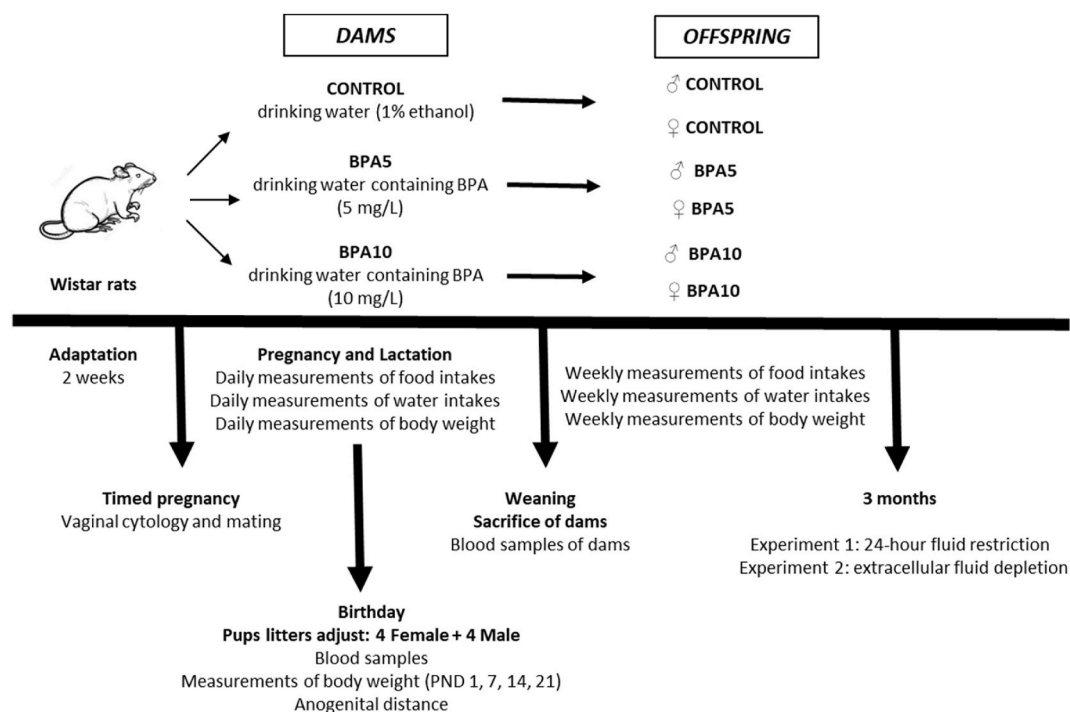 DAMS
OFFSPRING
CONTROL
drinking water (1% ethanol)
♂ CONTROL
♀ CONTROL
BPA5
drinking water containing BPA
(5 mg/L)
♂ BPA5
♀ BPA5
BPA10
drinking water containing BPA
(10 mg/L)
♂ BPA10
♀ BPA10
Wistar rats
Adaptation
2 weeks
Pregnancy and Lactation
Daily measurements of food intakes
Daily measurements of water intakes
Daily measurements of body weight
Weekly measurements of food intakes
Weekly measurements of water intakes
Weekly measurements of body weight
Timed pregnancy
Vaginal cytology and mating
Weaning
Sacrifice of dams
Blood samples of dams
3 months
Experiment 1: 24-hour fluid restriction
Experiment 2: extracellular fluid depletion
Birthday
Pups litters adjust: 4 Female + 4 Male
Blood samples
Measurements of body weight (PND 1, 7, 14, 21)
Anogenital distance